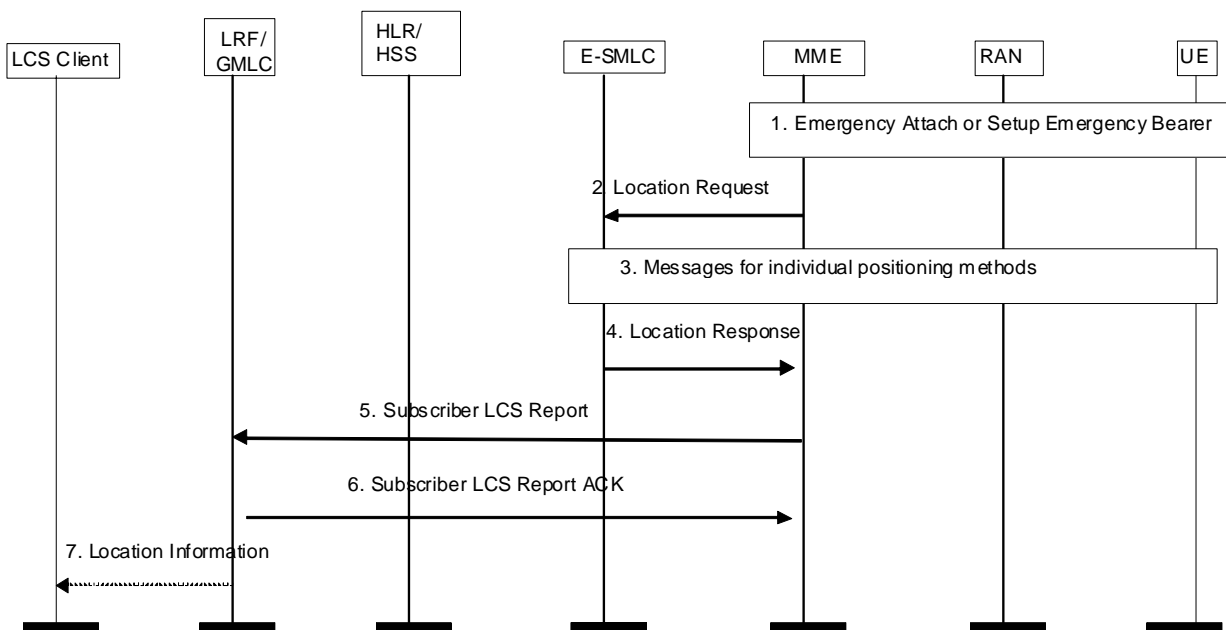 LCS Client
LRF/
GMLC
HLR/
HSS
E-SMLC
MME
RAN
UE
1. Emergency Attach or Setup Emergency Bearer
2. Location Request
3. Messages for individual positioning methods
4. Location Response
5. Subscriber LCS Report
6. Subscriber LCS Report ACK
7. Location Information